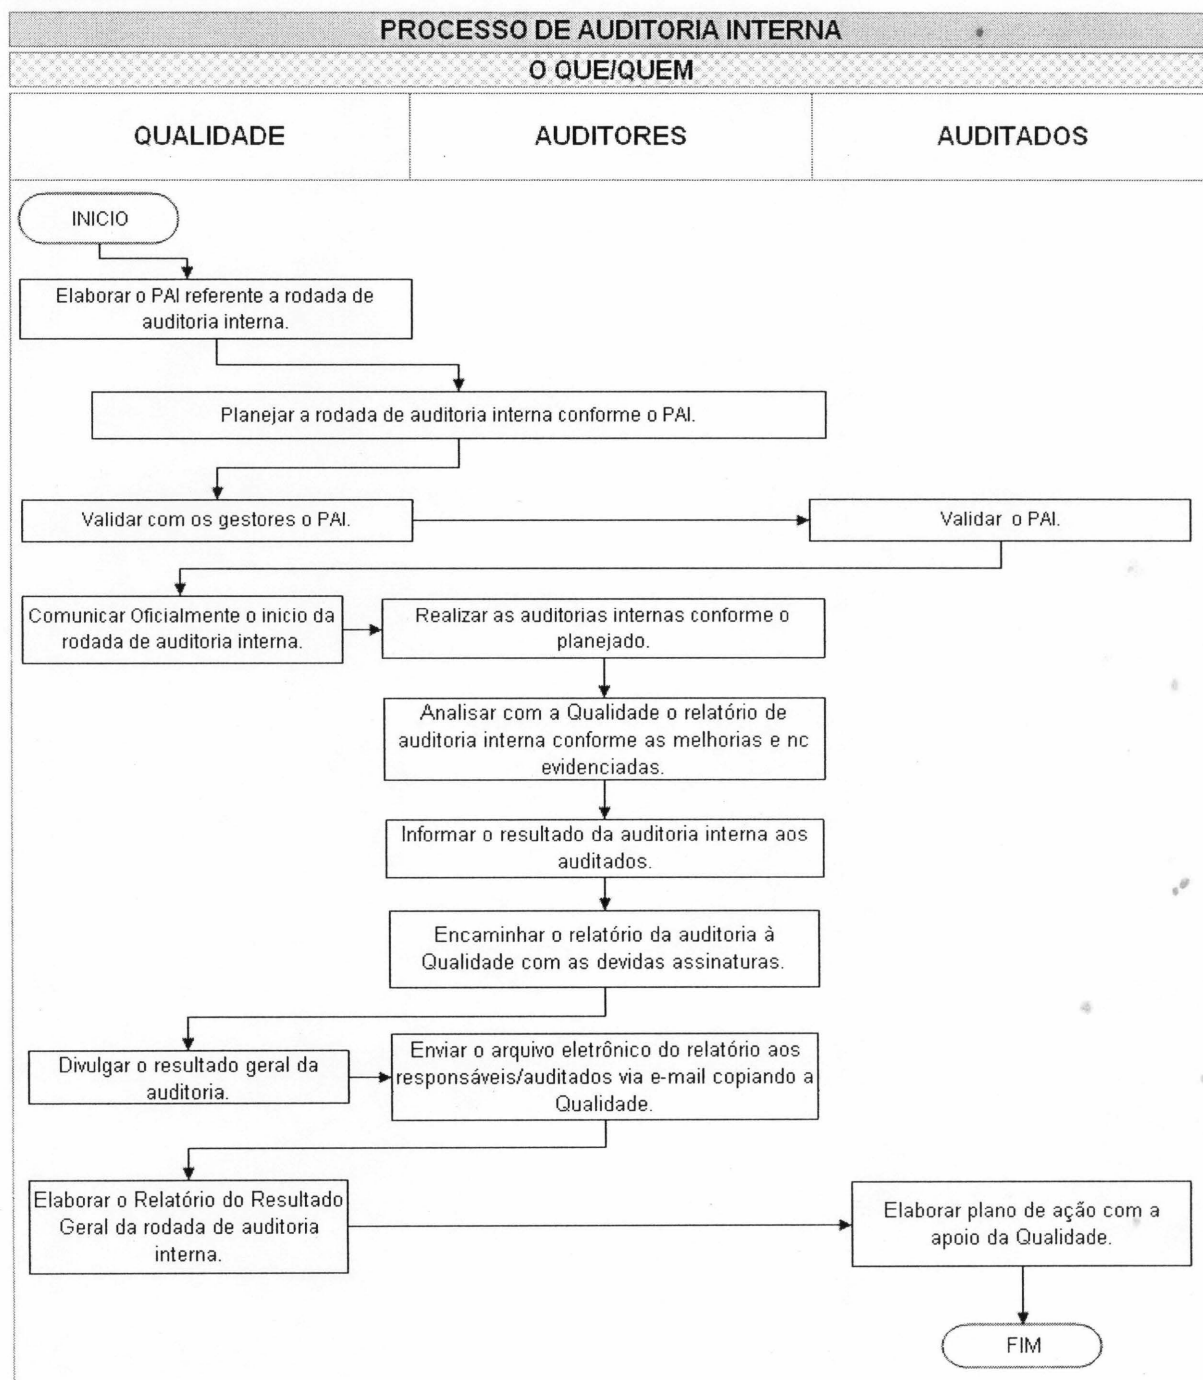 PROCESSO DE AUDITORIA INTERNA
O QUE/QUEM
QUALIDADE
AUDITORES
AUDITADOS
INICIO
Elaborar o PAI referente a rodada de
auditoria interna.
Planejar a rodada de auditoria interna conforme o PAI.
Validar com os gestores o PAI.
Validar o PAI.
Comunicar Oficialmente o inicio da
rodada de auditoria interna.
Realizar as auditorias internas conforme o
planejado.
Analisar com a Qualidade o relatório de
auditoria interna conforme as melhorias e nc
evidenciadas.
Informar o resultado da auditoria interna aos
auditados.
Encaminhar o relatório da auditoria à
Qualidade com as devidas assinaturas.
Divulgar o resultado geral da
auditoria.
Enviar o arquivo eletrônico do relatório aos
responsáveis/auditados via e-mail copiando a
Qualidade.
Elaborar o Relatório do Resultado
Geral da rodada de auditoria
interna.
Elaborar plano de ação com a
apoio da Qualidade.
FIM